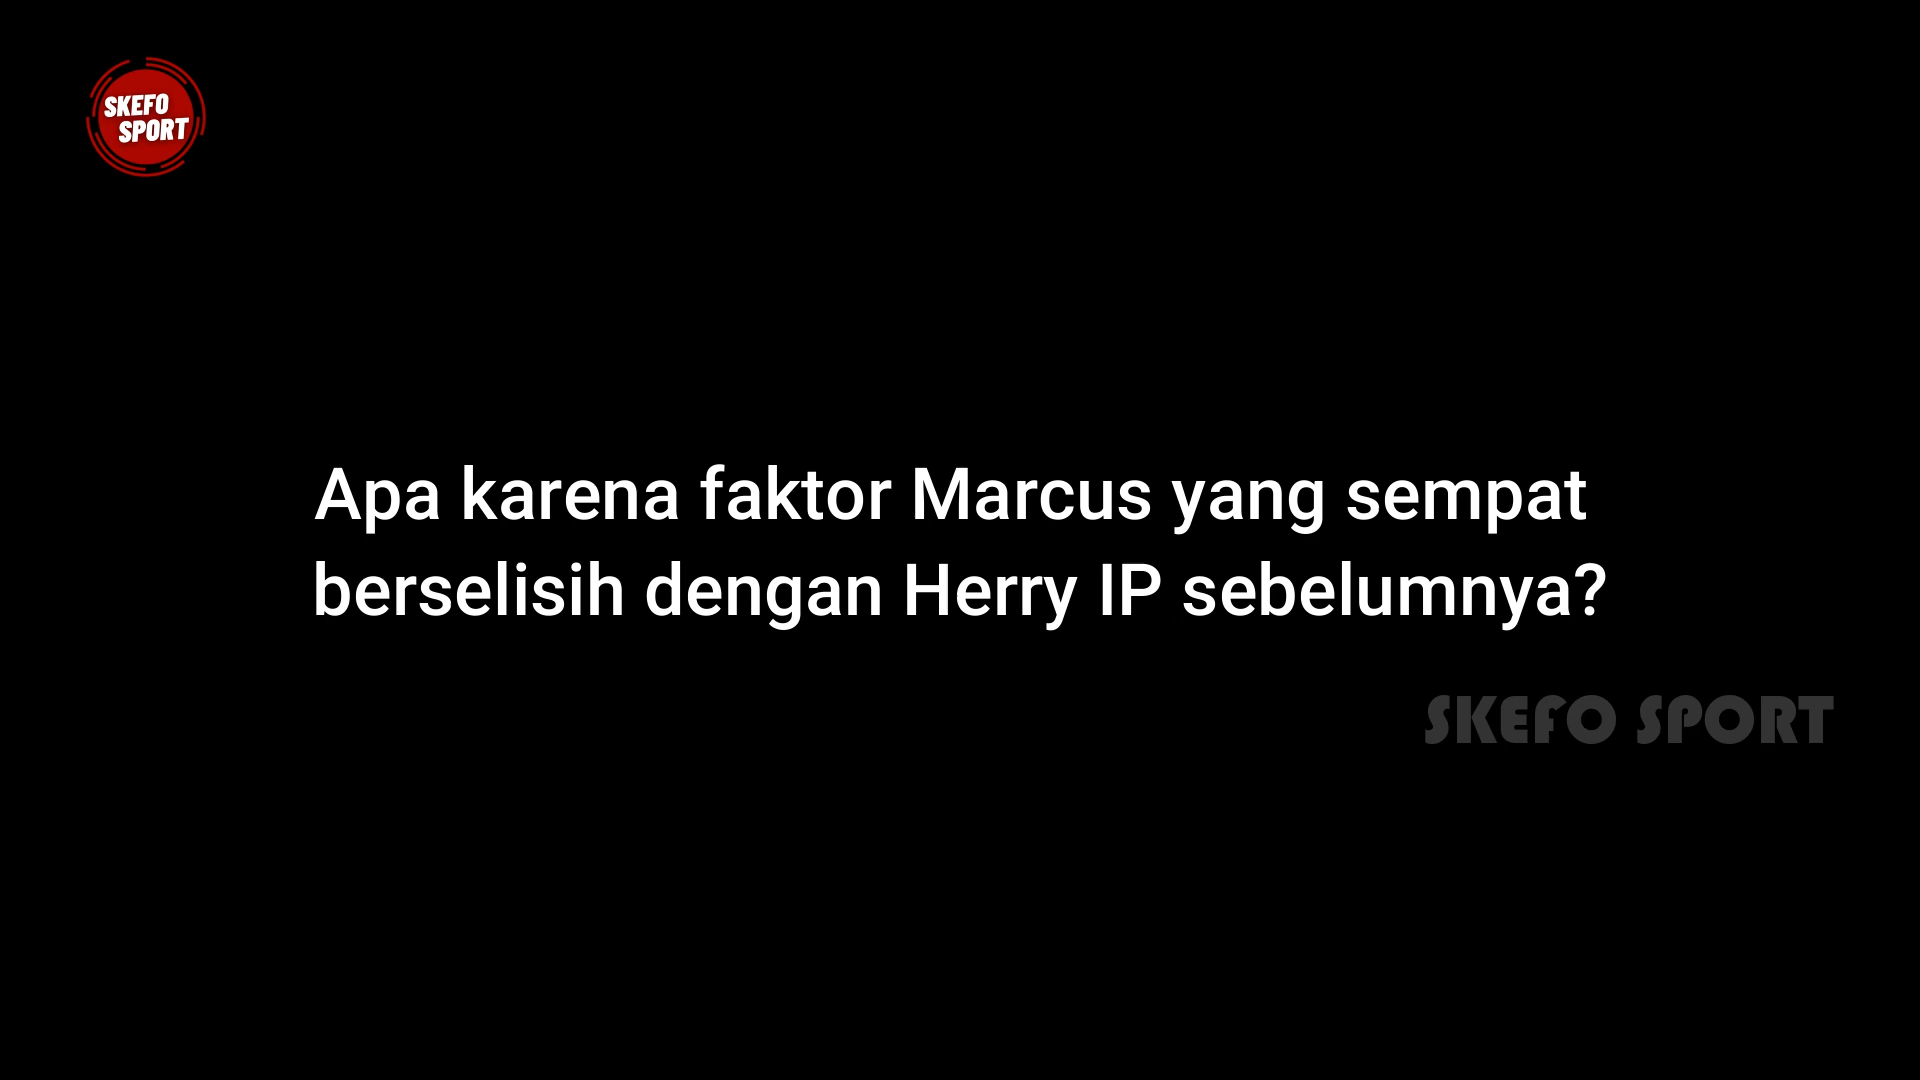 SKEFO
SPORT
Apa karena faktor Marcus yang sempat
berselisih dengan Herry IP sebelumnya?
SKEFO SPORT